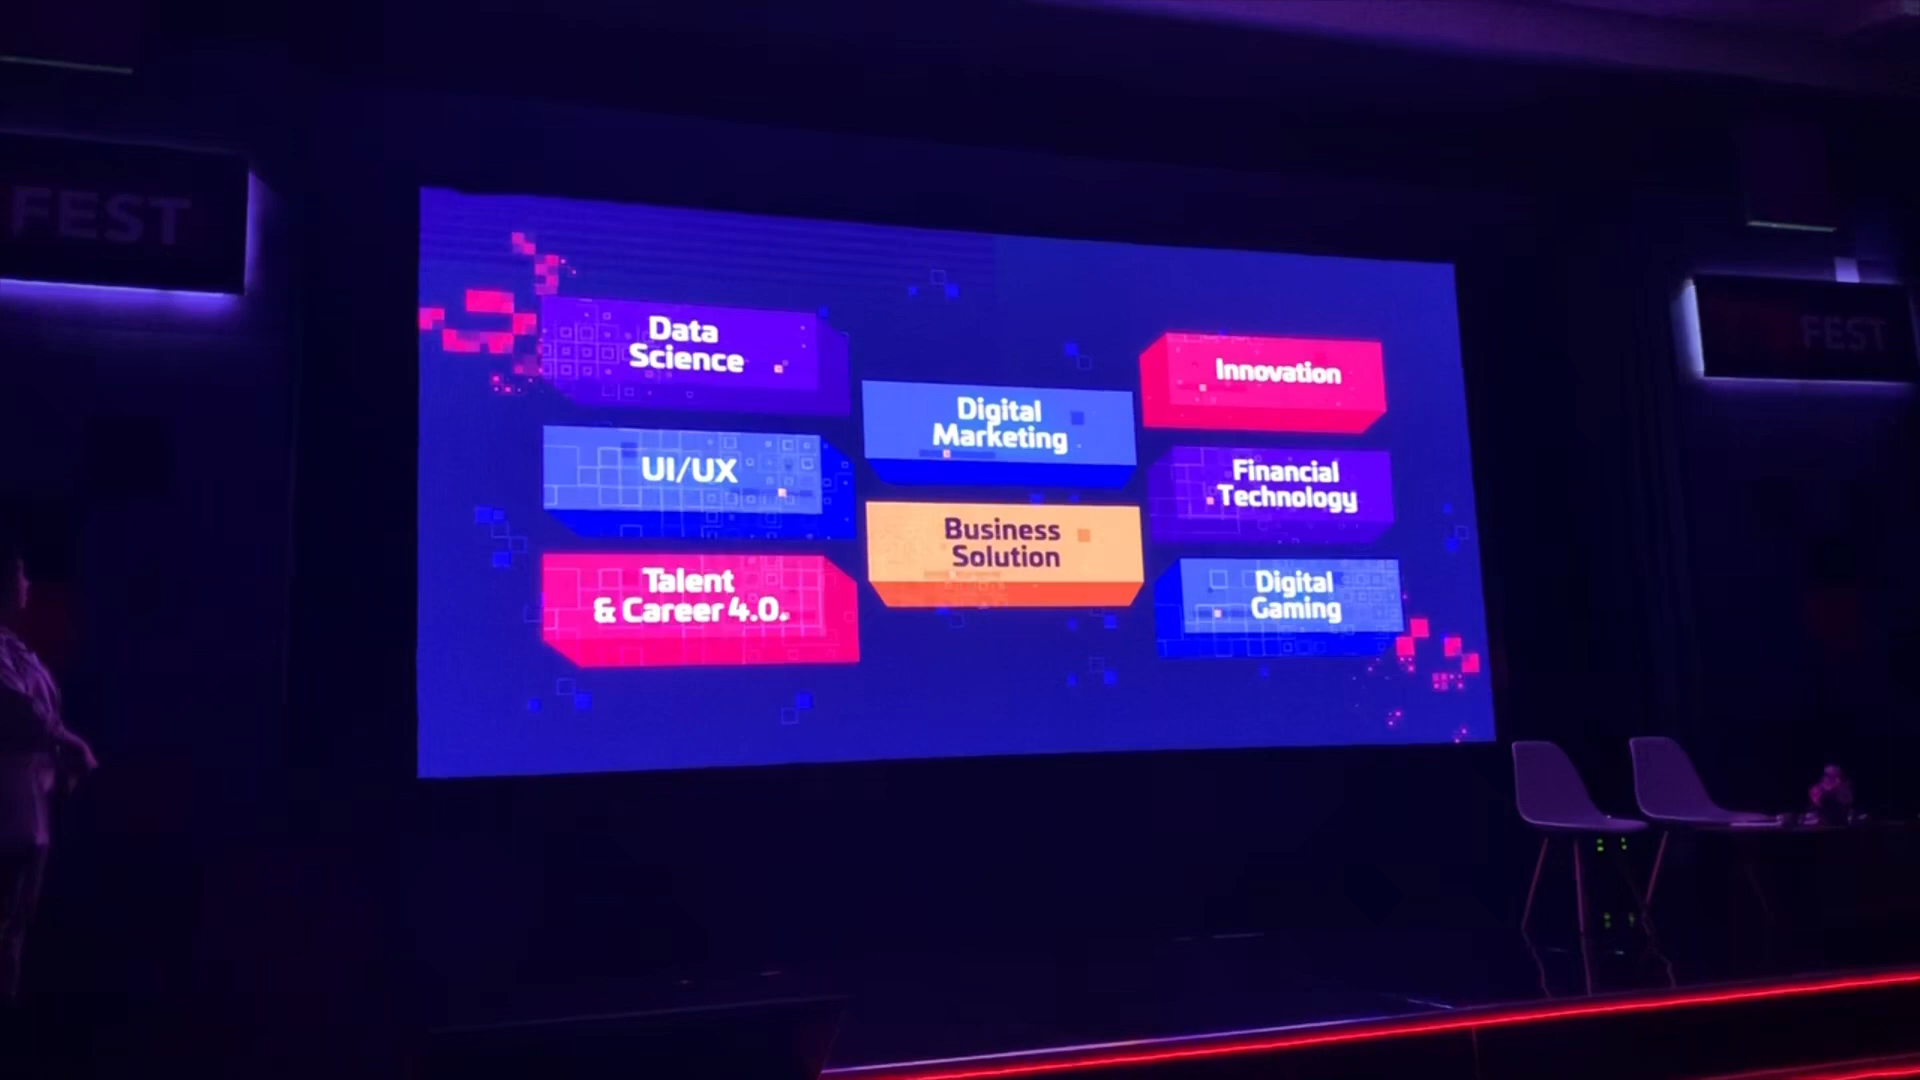 FEST
Data
Science
UI/UX
Talent
& Career 4.0.
Digital
Marketing
Business
Solution
Innovation
Financial
Technology
Digital
Gaming
FEST